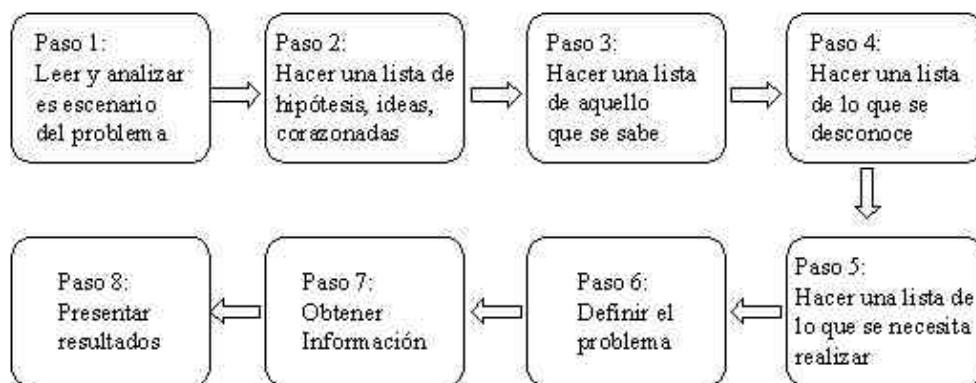 Paso 1:
Leer y analizar
es escenario
del problema
Paso 2:
Hacer una lista de
hipótesis, ideas,
corazonadas
Paso 3:
Hacer una lista
de aquello
que se sabe
Paso 4:
Hacer una lista
de lo que se
desconoce
Paso 5:
Hacer una lista de
lo que se necesita
realizar
Paso 6:
Definir el
problema
Paso 7:
Obtener
Información
Paso 8:
Presentar
resultados